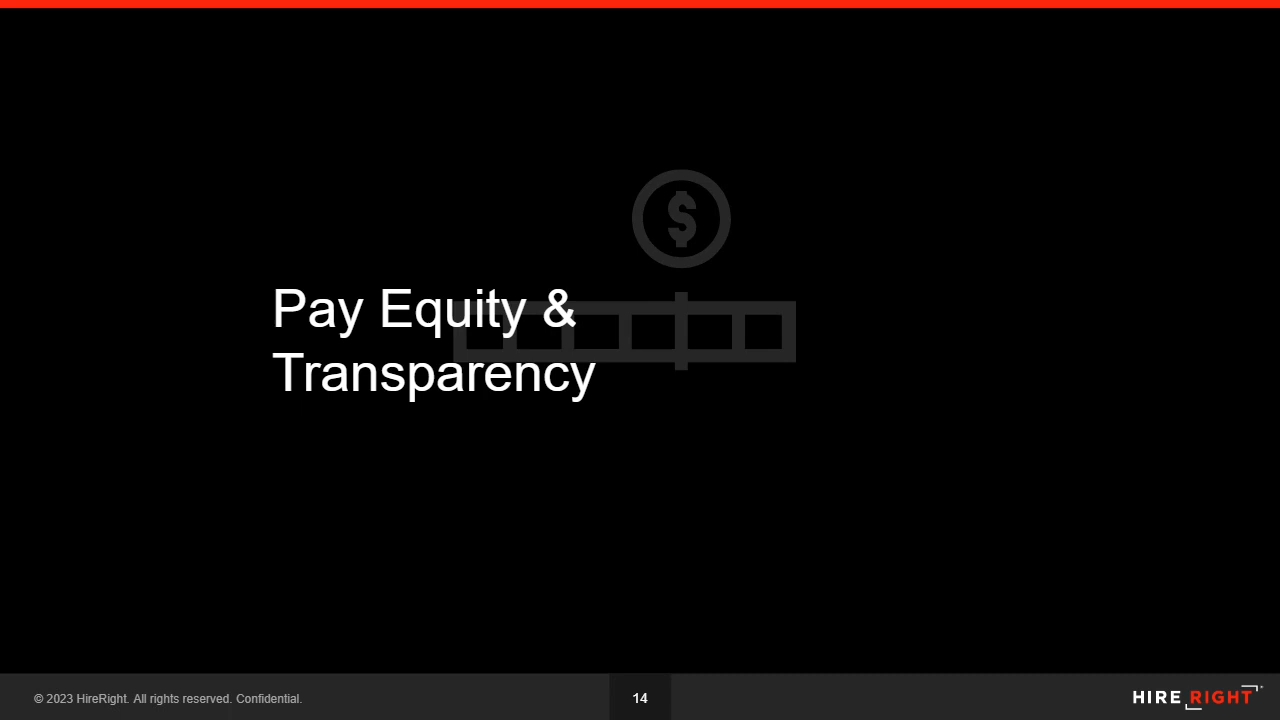 $
Pay Equity &
Transparency
© 2023 HireRight. All rights reserved. Confidential.
14
HIRE RIGHT